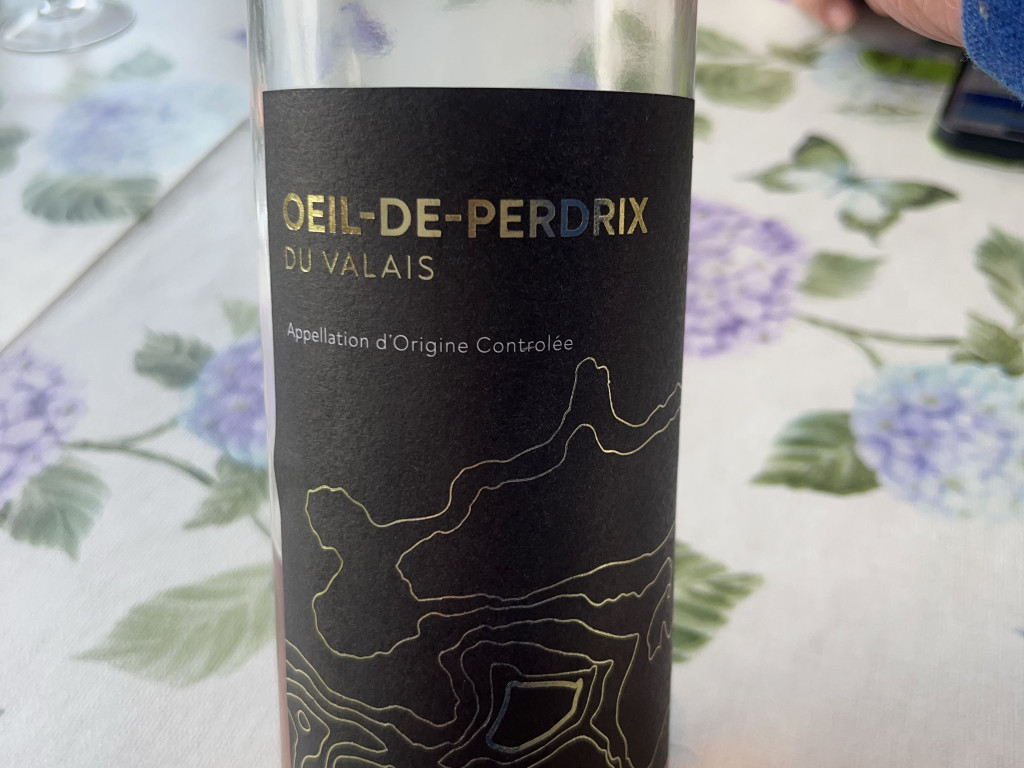 OEIL-DE-PERDRIX
DU VALAIS
Appellation d'Origine Controlée